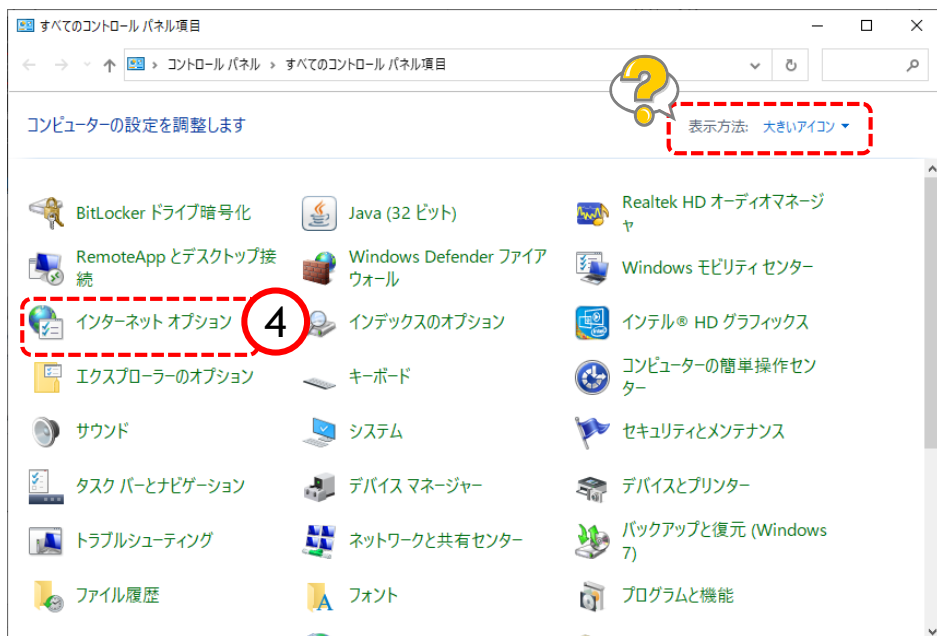 すべてのコントロール パネル項目
コントロール パネル › すべてのコントロール パネル項目
?
コンピューターの設定を調整します
表示方法: 大きいアイコン
BitLocker ドライブ暗号化
Java (32 ビット)
Realtek HD オーディオマネージ
ャ
RemoteApp とデスクトップ接
続
Windows Defender ファイア
ウォール
Windows モビリティ センター
インターネット オプション
4
インデックスのオプション
インテル® HD グラフィックス
エクスプローラーのオプション
キーボード
コンピューターの簡単操作セン
ター
サウンド
システム
セキュリティとメンテナンス
タスク バーとナビゲーション
デバイス マネージャー
デバイスとプリンター
トラブルシューティング
ネットワークと共有センター
バックアップと復元 (Windows
7)
ファイル履歴
フォント
プログラムと機能